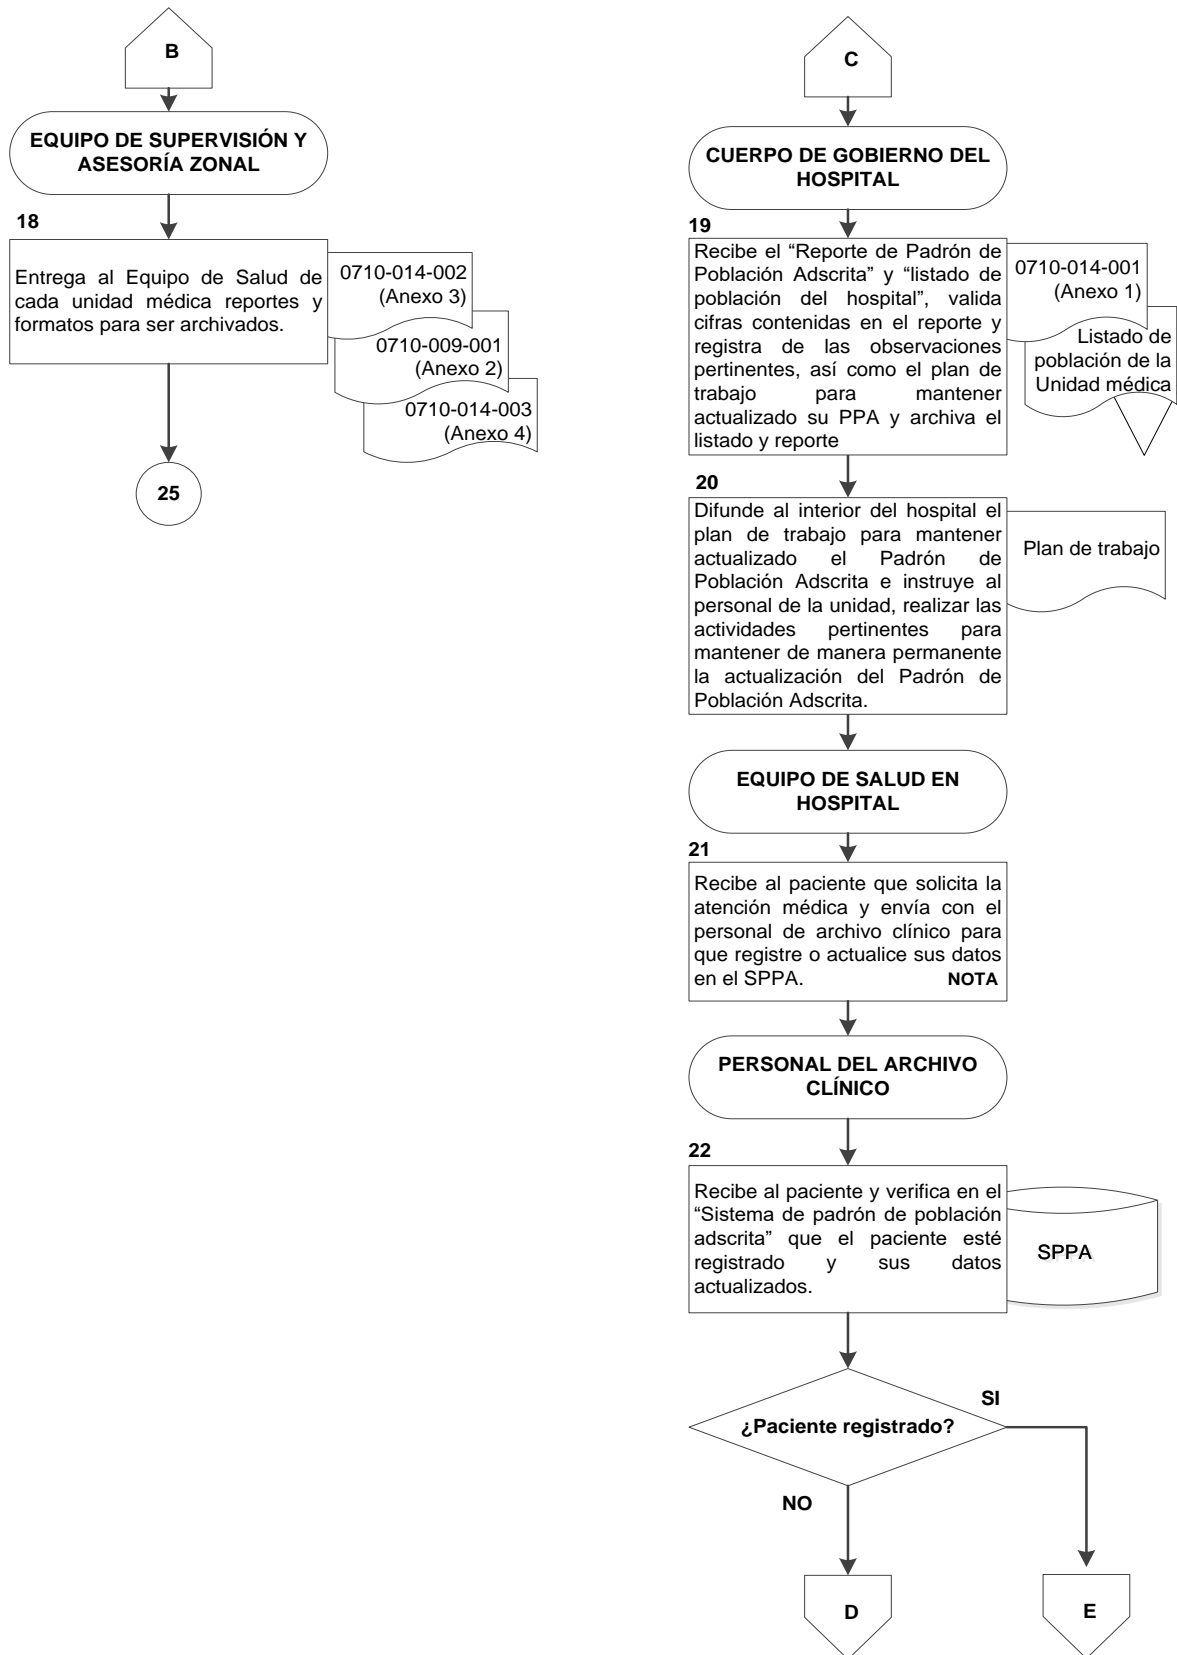 B
EQUIPO DE SUPERVISIÓN Y
ASESORÍA ZONAL
18
Entrega al Equipo de Salud de
cada unidad médica reportes y
formatos para ser archivados.
0710-014-002
(Anexo 3)
0710-009-001
(Anexo 2)
0710-014-003
(Anexo 4)
25
C
CUERPO DE GOBIERNO DEL
HOSPITAL
19
Recibe el “Reporte de Padrón de
Población Adscrita” y “listado de
población del hospital”, valida
cifras contenidas en el reporte y
registra de las observaciones
pertinentes, así como el plan de
trabajo para mantener
actualizado su PPA y archiva el
listado y reporte
0710-014-001
(Anexo 1)
Listado de
población de la
Unidad médica
20
Difunde al interior del hospital el
plan de trabajo para mantener
actualizado el Padrón de
Población Adscrita e instruye al
personal de la unidad, realizar las
actividades pertinentes para
mantener de manera permanente
la actualización del Padrón de
Población Adscrita.
Plan de trabajo
EQUIPO DE SALUD EN
HOSPITAL
21
Recibe al paciente que solicita la
atención médica y envía con el
personal de archivo clínico para
que registre o actualice sus datos
en el SPPA. NOTA
PERSONAL DEL ARCHIVO
CLÍNICO
22
Recibe al paciente y verifica en el
“Sistema de padrón de población
adscrita” que el paciente esté
registrado y sus datos
actualizados.
SPPA
¿Paciente registrado?
SI
NO
D
E